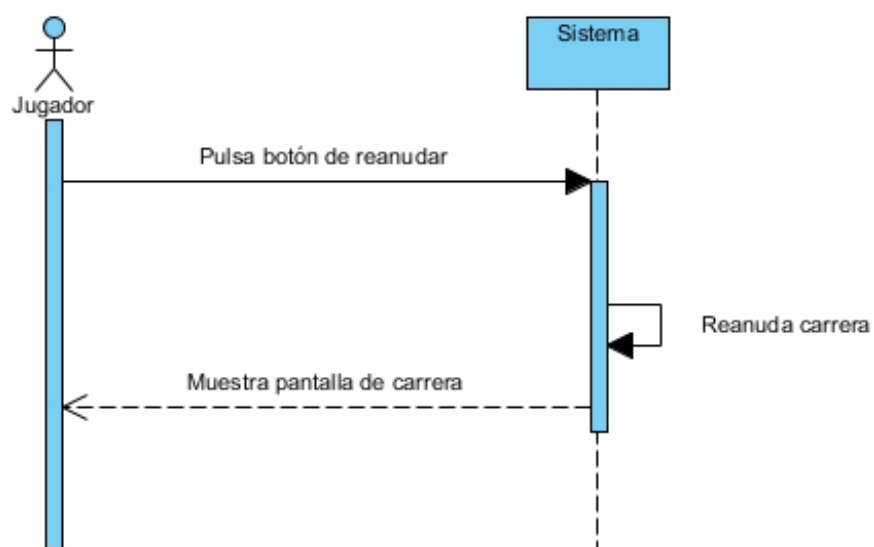 Sistema
Jugador
Pulsa botón de reanudar
Reanuda carrera
Muestra pantalla de carrera